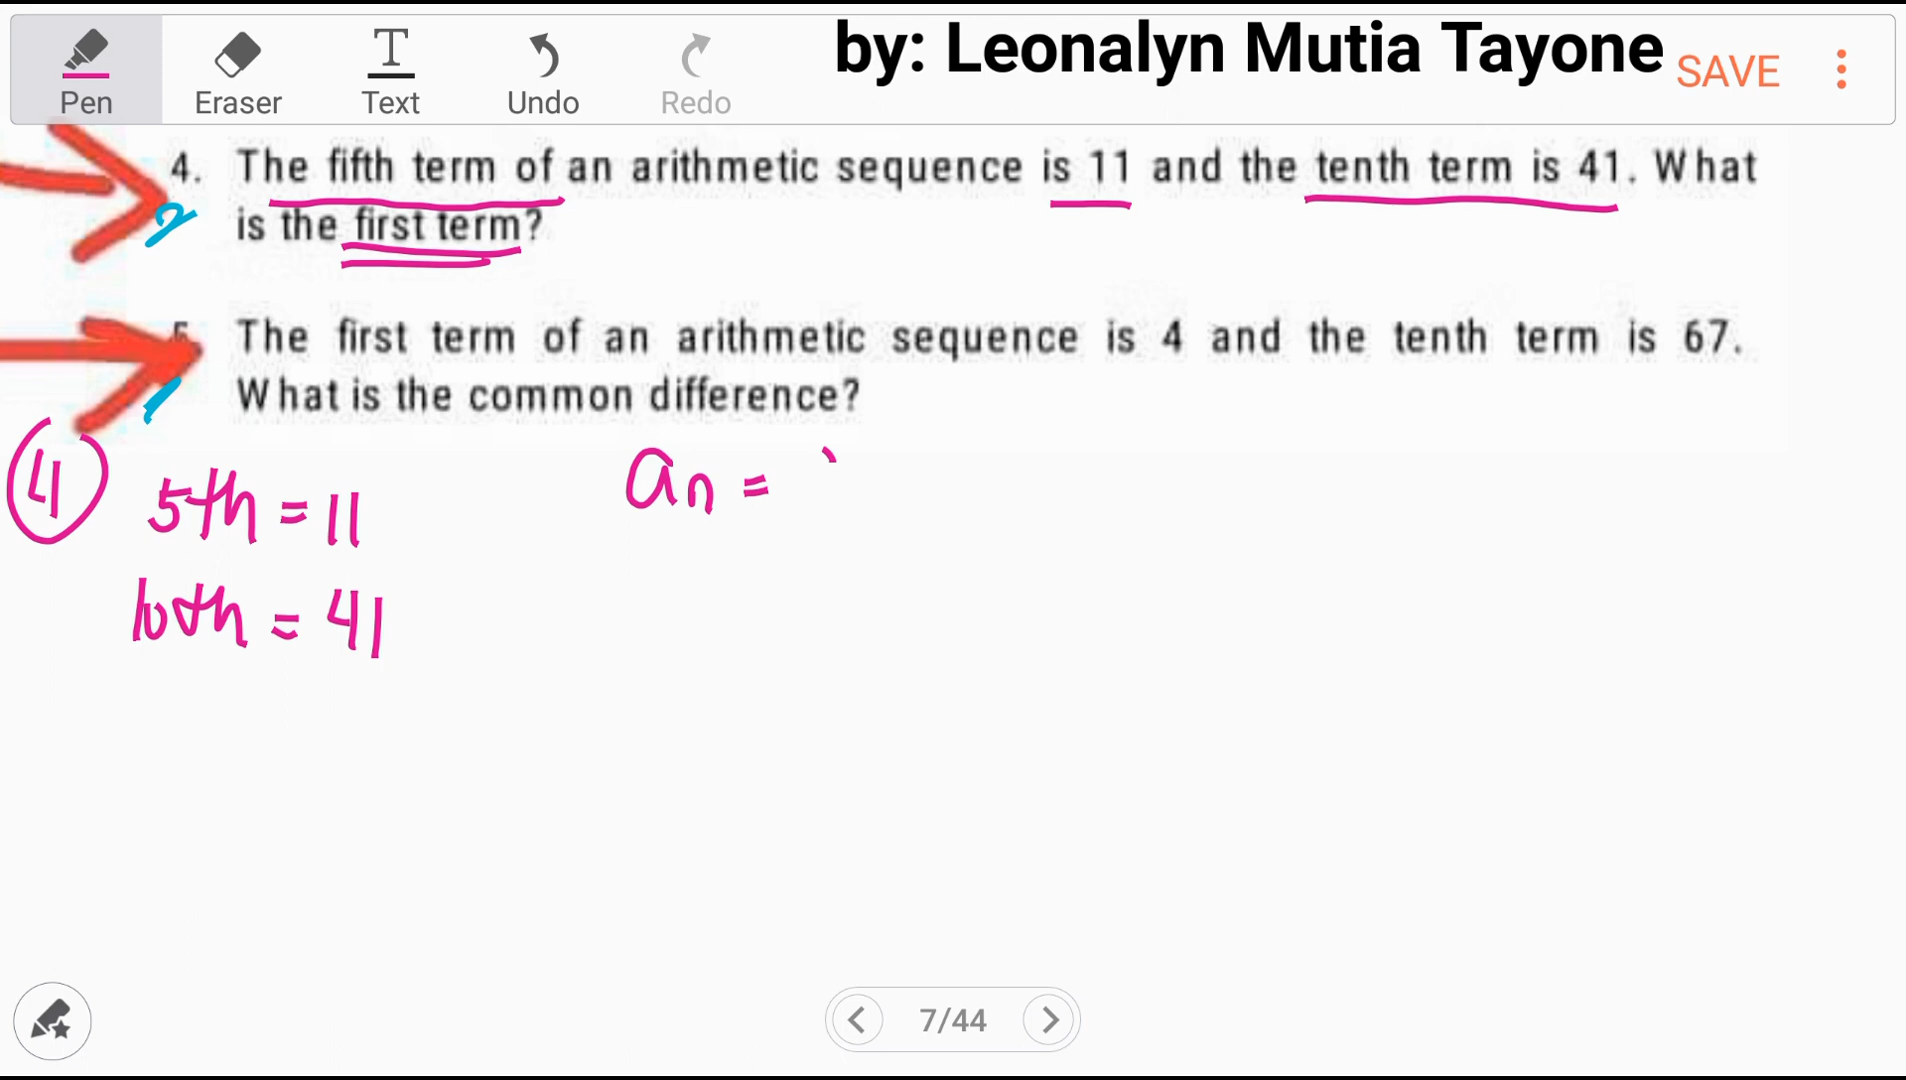 by: Leonalyn Mutia Tayone
SAVE
Pen
Eraser
Text
Undo
Redo
4. The fifth term of an arithmetic sequence is 11 and the tenth term is 41. What
2
is the first term?
The first term of an arithmetic sequence is 4 and the tenth term is 67.
What is the common difference?
4
5th = 11
an =
10th = 41
7/44